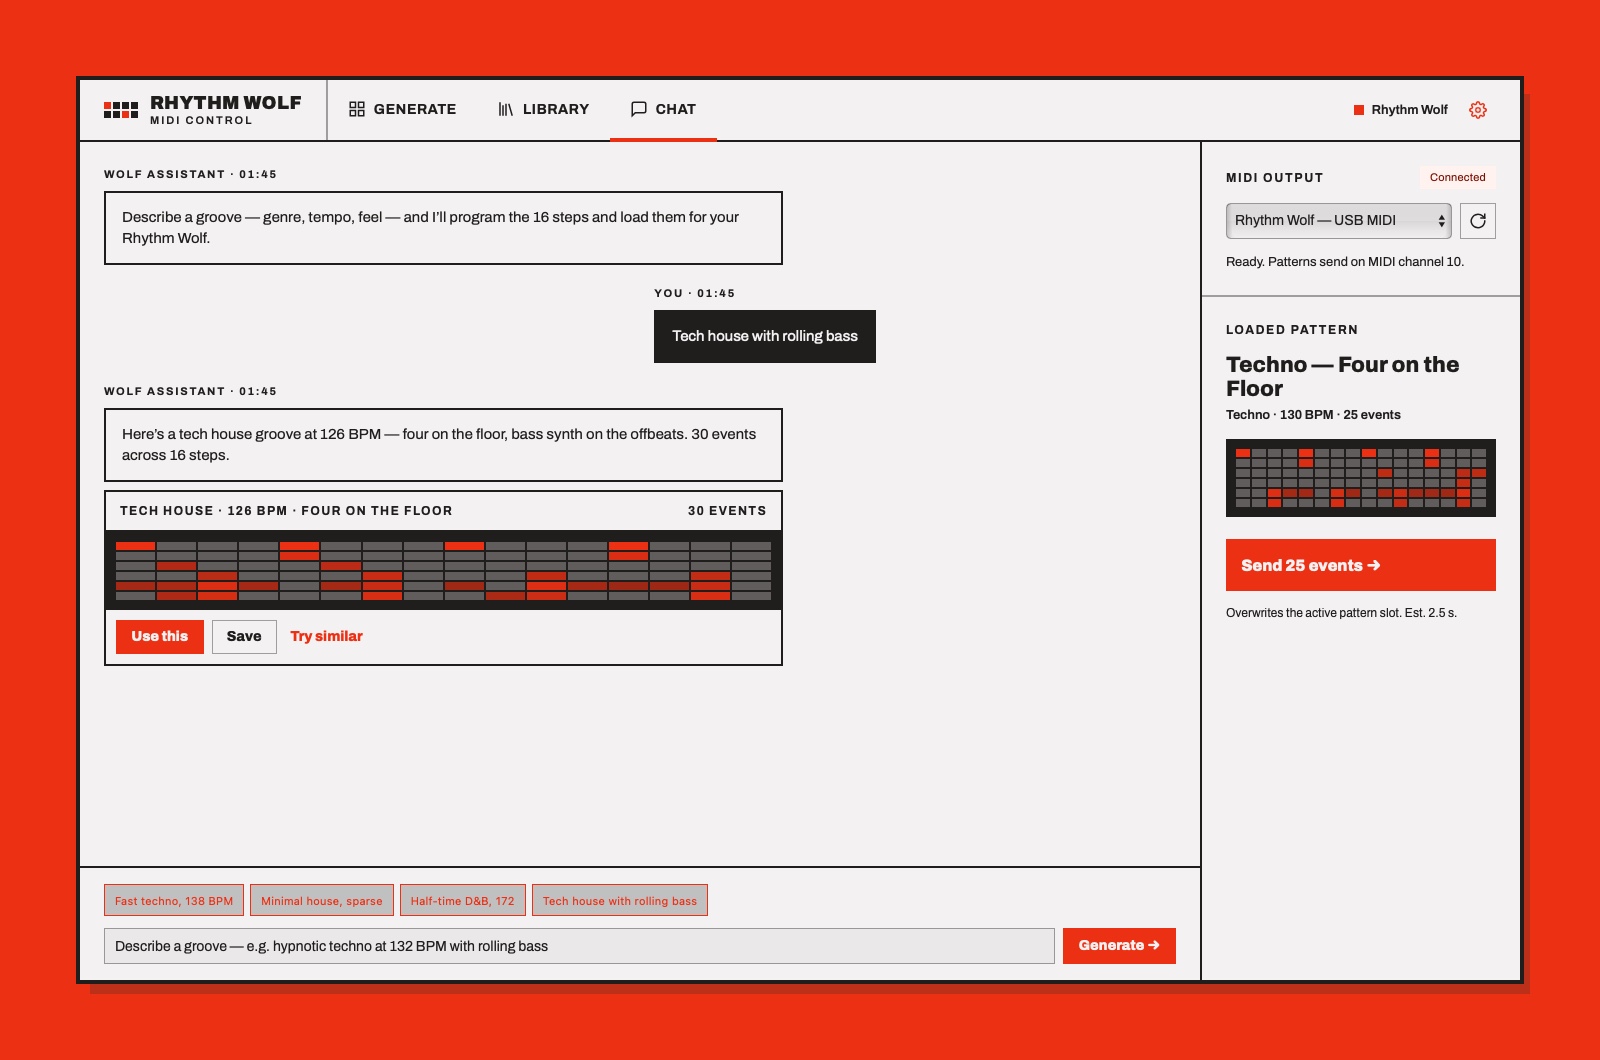 RHYTHM WOLF
MIDI CONTROL
GENERATE
LIBRARY
CHAT
Rhythm Wolf
WOLF ASSISTANT · 01:45
Describe a groove — genre, tempo, feel — and I’ll program the 16 steps and load them for your
Rhythm Wolf.
YOU · 01:45
Tech house with rolling bass
WOLF ASSISTANT · 01:45
Here’s a tech house groove at 126 BPM — four on the floor, bass synth on the offbeats. 30 events
across 16 steps.
TECH HOUSE · 126 BPM · FOUR ON THE FLOOR
30 EVENTS
Use this
Save
Try similar
Fast techno, 138 BPM
Minimal house, sparse
Half-time D&B, 172
Tech house with rolling bass
Describe a groove — e.g. hypnotic techno at 132 BPM with rolling bass
Generate →
MIDI OUTPUT
Connected
Rhythm Wolf — USB MIDI
Ready. Patterns send on MIDI channel 10.
LOADED PATTERN
Techno — Four on the
Floor
Techno · 130 BPM · 25 events
Send 25 events →
Overwrites the active pattern slot. Est. 2.5 s.